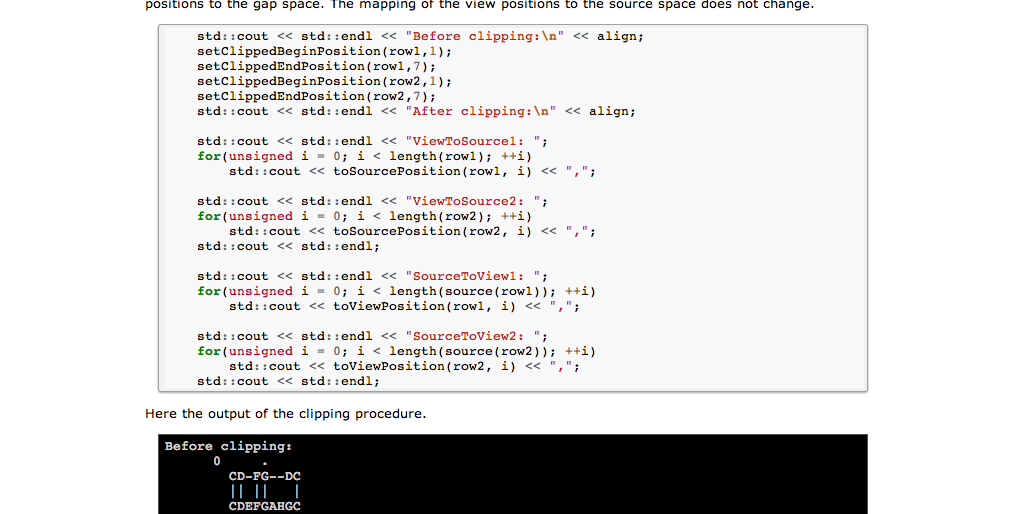 positions to the gap space. The mapping of the view positions to the source space does not change.
std::cout << std::endl << "Before clipping:\n" << align;
setClippedBeginPosition(row1,1);
setClippedEndPosition(row1,7);
setClippedBeginPosition(row2,1);
setClippedEndPosition(row2,7);
std::cout << std::endl << "After clipping:\n" << align;
std::cout << std::endl << "ViewToSource1: ";
for(unsigned i = 0; i < length(row1); ++i)
std::cout << toSourcePosition(row1, i) << ",";
std::cout << std::endl << "ViewToSource2: ";
for(unsigned i = 0; i < length(row2); ++i)
std::cout << toSourcePosition(row2, i) << ",";
std::cout << std::endl;
std::cout << std::endl << "SourceToView1: ";
for(unsigned i = 0; i < length(source(row1)); ++i)
std::cout << toViewPosition(row1, i) << ",";
std::cout << std::endl << "SourceToView2: ";
for(unsigned i = 0; i < length(source(row2)); ++i)
std::cout << toViewPosition(row2, i) << ",";
std::cout << std::endl;
Here the output of the clipping procedure.
Before clipping:
0     .
CD-FG--DC
|| ||   |
CDEFGAHGC